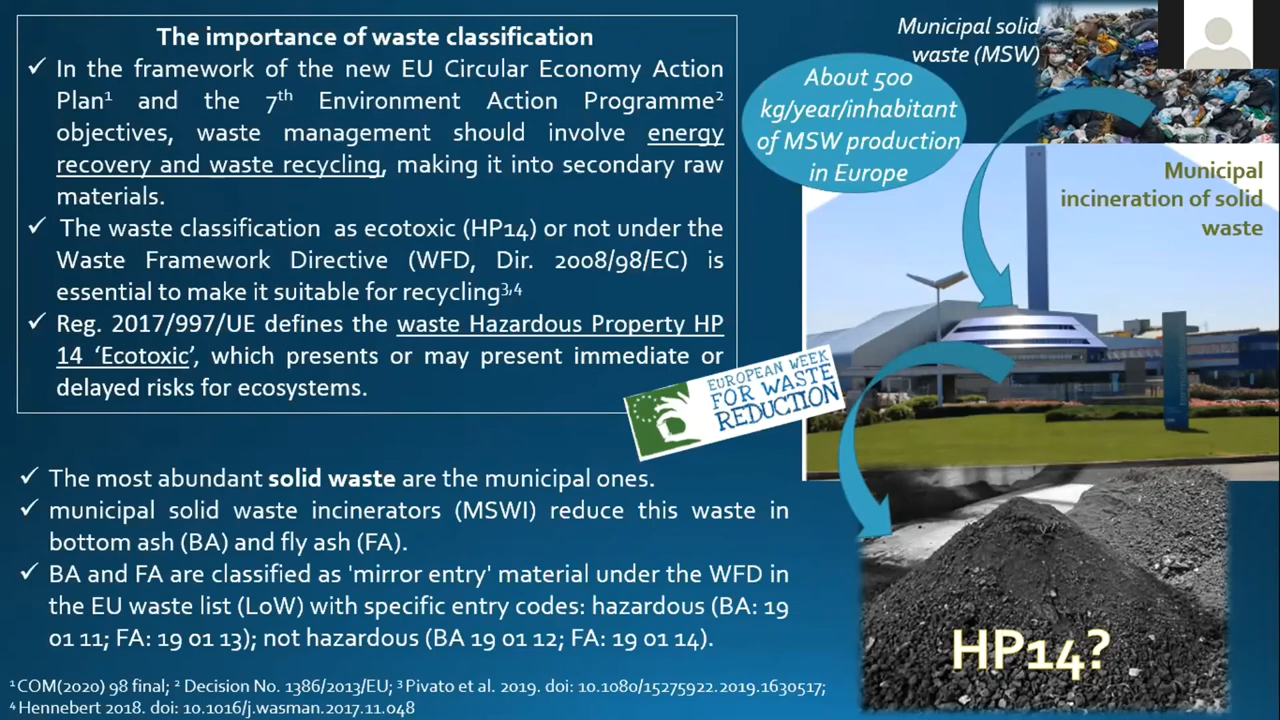 The importance of waste classification
✓ In the framework of the new EU Circular Economy Action
Plan¹ and the 7th Environment Action Programme²
objectives, waste management should involve energy
recovery and waste recycling, making it into secondary raw
materials.
✓ The waste classification as ecotoxic (HP14) or not under the
Waste Framework Directive (WFD, Dir. 2008/98/EC) is
essential to make it suitable for recycling³,⁴
✓ Reg. 2017/997/UE defines the waste Hazardous Property HP
14 ‘Ecotoxic’, which presents or may present immediate or
delayed risks for ecosystems.
Municipal solid
waste (MSW)
About 500
kg/year/inhabitant
of MSW production
in Europe
Municipal
incineration of solid
waste
EUROPEAN WEEK
FOR WASTE
REDUCTION
✓ The most abundant solid waste are the municipal ones.
✓ municipal solid waste incinerators (MSWI) reduce this waste in
bottom ash (BA) and fly ash (FA).
✓ BA and FA are classified as 'mirror entry' material under the WFD in
the EU waste list (LoW) with specific entry codes: hazardous (BA: 19
01 11; FA: 19 01 13); not hazardous (BA 19 01 12; FA: 19 01 14).
HP14?
¹COM(2020) 98 final; ² Decision No. 1386/2013/EU; ³ Pivato et al. 2019. doi: 10.1080/15275922.2019.1630517;
⁴ Hennebert 2018. doi: 10.1016/j.wasman.2017.11.048